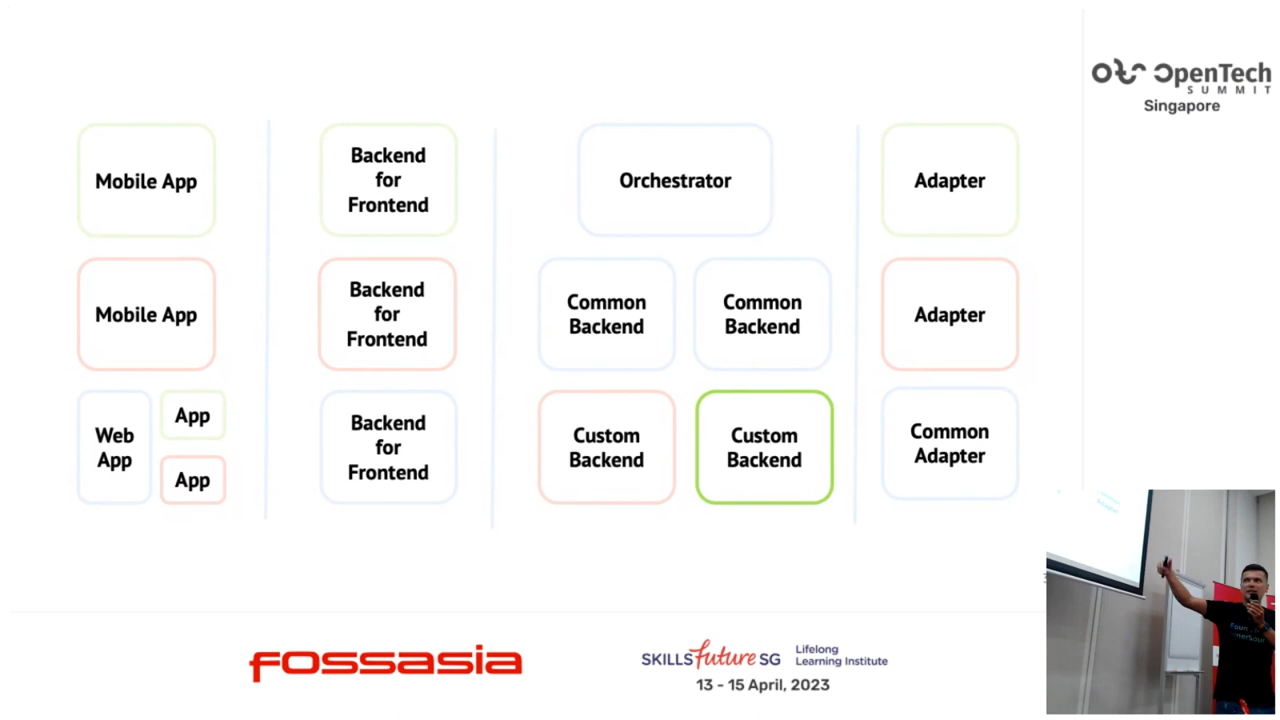 OpenTech
SUMMIT
Singapore
Mobile App
Backend
for
Frontend
Orchestrator
Adapter
Mobile App
Backend
for
Frontend
Common
Backend
Common
Backend
Adapter
Web
App
App
App
Backend
for
Frontend
Custom
Backend
Custom
Backend
Common
Adapter
fossasia
SKILLSfuture SG
Lifelong
Learning Institute
13 - 15 April, 2023